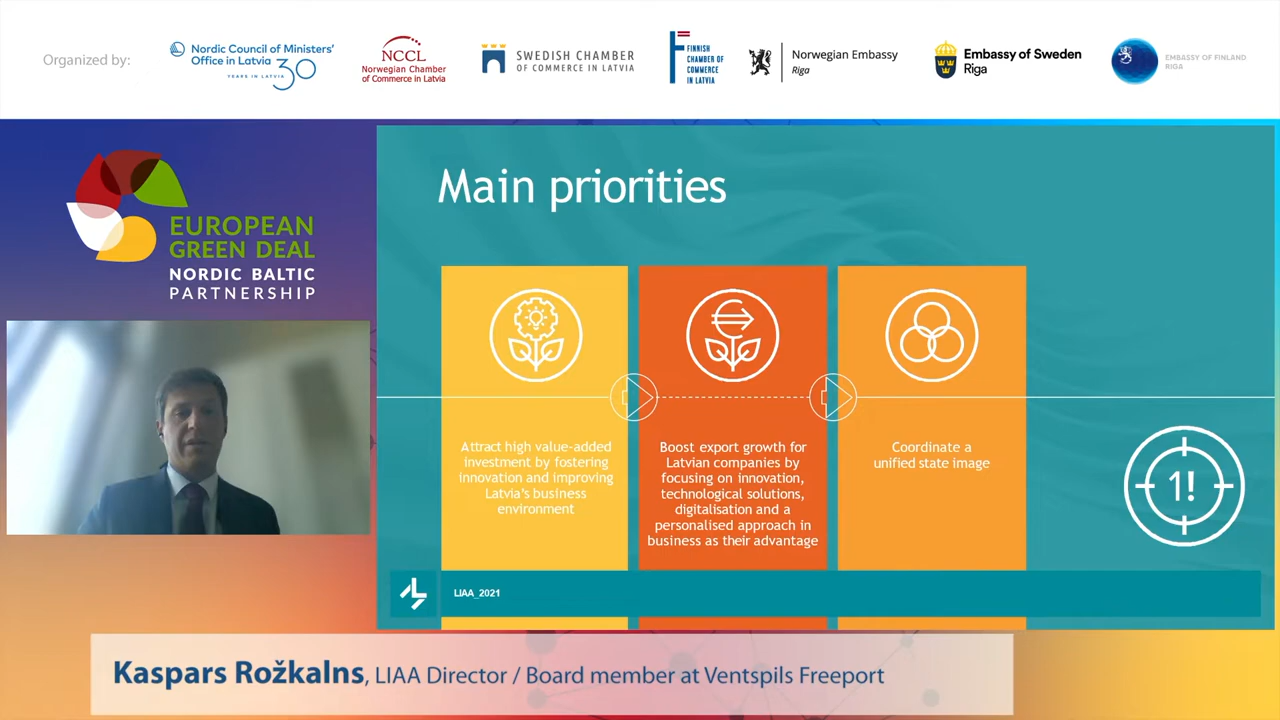 Organized by:
Nordic Council of Ministers'
Office in Latvia
YEARS IN LATVIA
30
NCCL
Norwegian Chamber
of Commerce in Latvia
SWEDISH CHAMBER
OF COMMERCE IN LATVIA
FINNISH
CHAMBER OF
COMMERCE
IN LATVIA
Norwegian Embassy
Riga
Embassy of Sweden
Riga
EMBASSY OF FINLAND
RIGA
EUROPEAN
GREEN DEAL
NORDIC BALTIC
PARTNERSHIP
Main priorities
Attract high value-added
investment by fostering
innovation and improving
Latvia's business
environment
Boost export growth for
Latvian companies by
focusing on innovation,
technological solutions,
digitalisation and a
personalised approach in
business as their advantage
Coordinate a
unified state image
1!
LIAA_2021
Kaspars Rožkalns, LIAA Director / Board member at Ventspils Freeport